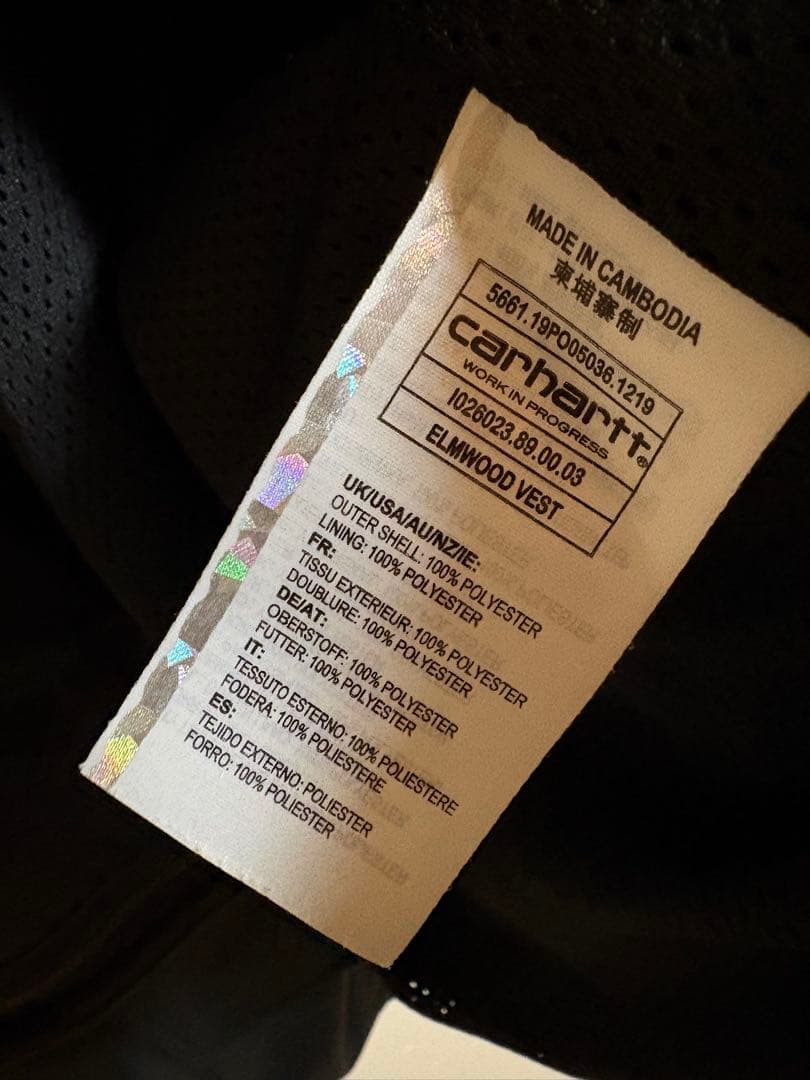 MADE IN CAMBODIA
柬埔寨制
5661.19PO05036.1219
carhartt®
WORK IN PROGRESS
I026023.89.00.03
ELMWOOD VEST
UK/USA/AU/NZ/IE:
OUTER SHELL: 100% POLYESTER
LINING: 100% POLYESTER
FR:
TISSU EXTERIEUR: 100% POLYESTER
DOUBLURE: 100% POLYESTER
DE/AT:
OBERSTOFF: 100% POLYESTER
FUTTER: 100% POLYESTER
IT:
TESSUTO ESTERNO: 100% POLIESTERE
FODERA: 100% POLIESTERE
ES:
TEJIDO EXTERNO: POLIESTER
FORRO: 100% POLIESTER